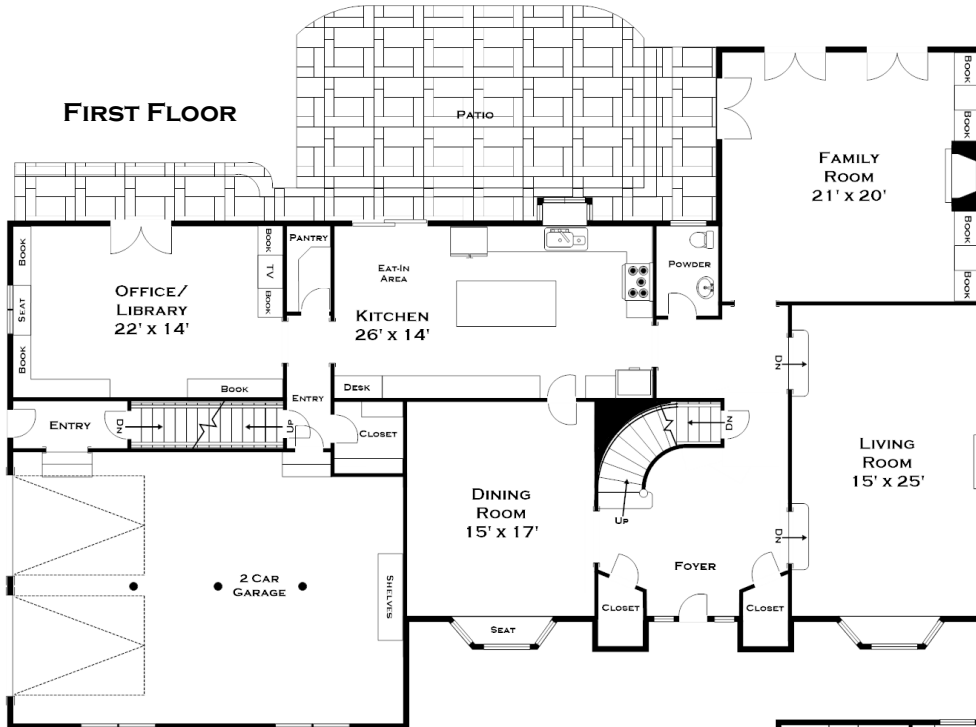 FIRST FLOOR
PATIO
BOOK
BOOK
FAMILY
ROOM
21' x 20'
BOOK
BOOK
BOOK
SEAT
BOOK
OFFICE/
LIBRARY
22' x 14'
BOOK
TV
BOOK
BOOK
PANTRY
EAT-IN
AREA
KITCHEN
26' x 14'
DESK
POWDER
ENTRY
ENTRY
DN
UP
CLOSET
DINING
ROOM
15' x 17'
SEAT
UP
DN
DN
DN
LIVING
ROOM
15' x 25'
FOYER
CLOSET
CLOSET
2 CAR
GARAGE
SHELVES